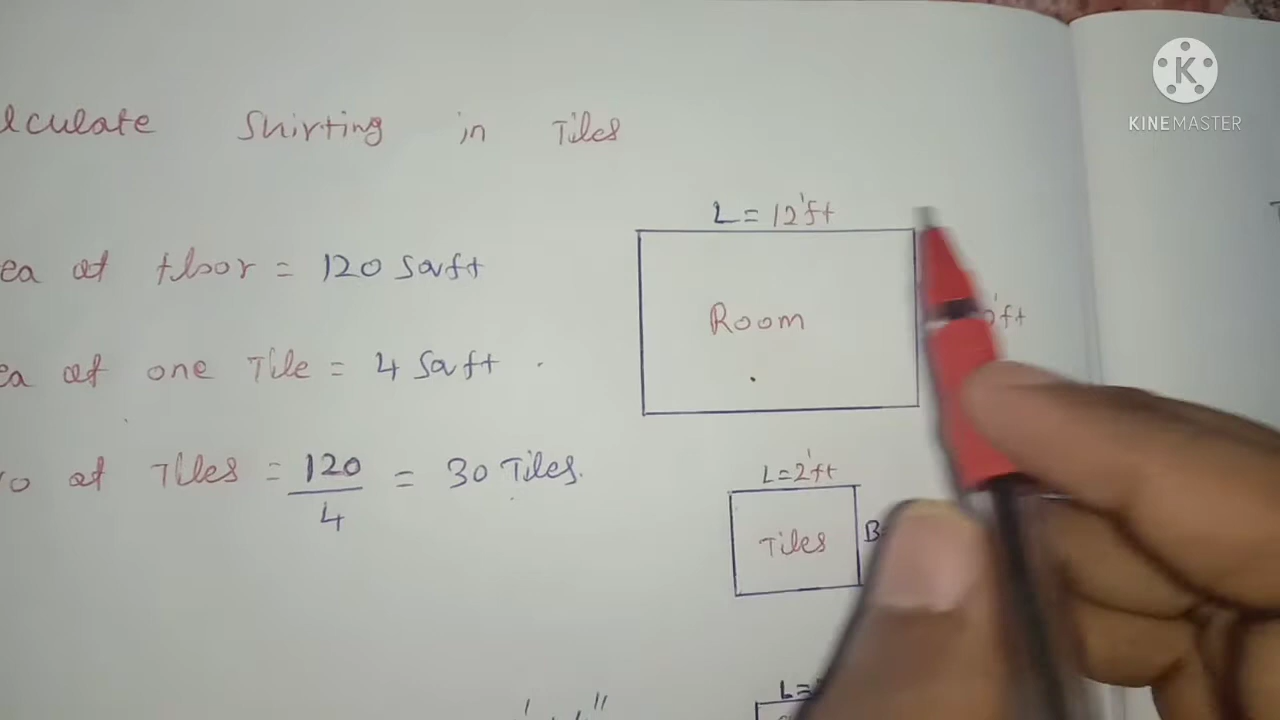 lculate Skirting in Tiles
L = 12'ft
ea of floor = 120 Sqft
Room
'ft
ea of one Tile = 4 Sqft
L=2'ft
o of Tiles = 120/4 = 30 Tiles.
Tiles
B=
L=
KINEMASTER